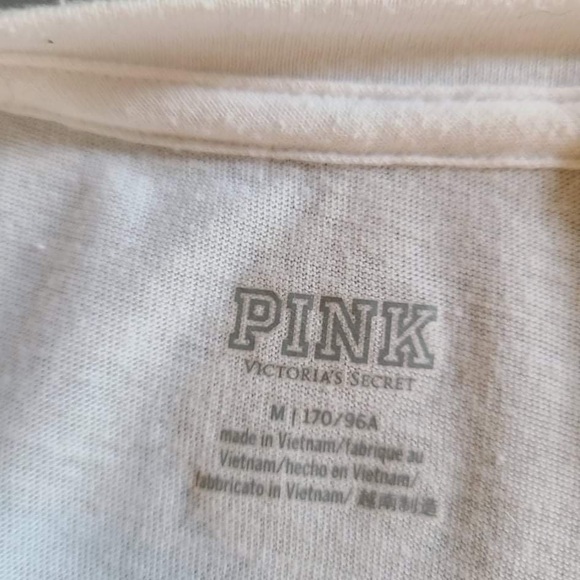 PINK
VICTORIA'S SECRET
M | 170/96A
made in Vietnam/fabriqué au
Vietnam/hecho en Vietnam/
fabbricato in Vietnam/ 越南制造